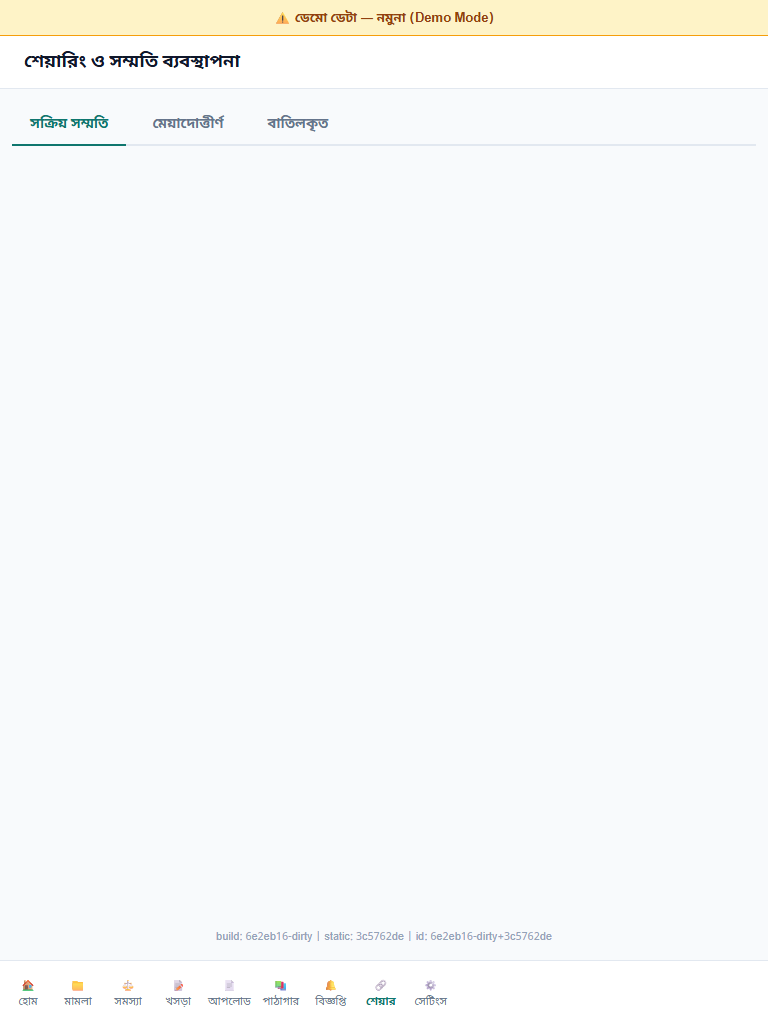 ⚠️ ডেমো ডেটা — নমুনা (Demo Mode)
শেয়ারিং ও সম্মতি ব্যবস্থাপনা
সক্রিয় সম্মতি মেয়াদোত্তীর্ণ বাতিলকৃত
build: 6e2eb16-dirty | static: 3c5762de | id: 6e2eb16-dirty+3c5762de
হোম মামলা সমস্যা খসড়া আপলোড পাঠাগার বিজ্ঞপ্তি শেয়ার সেটিংস